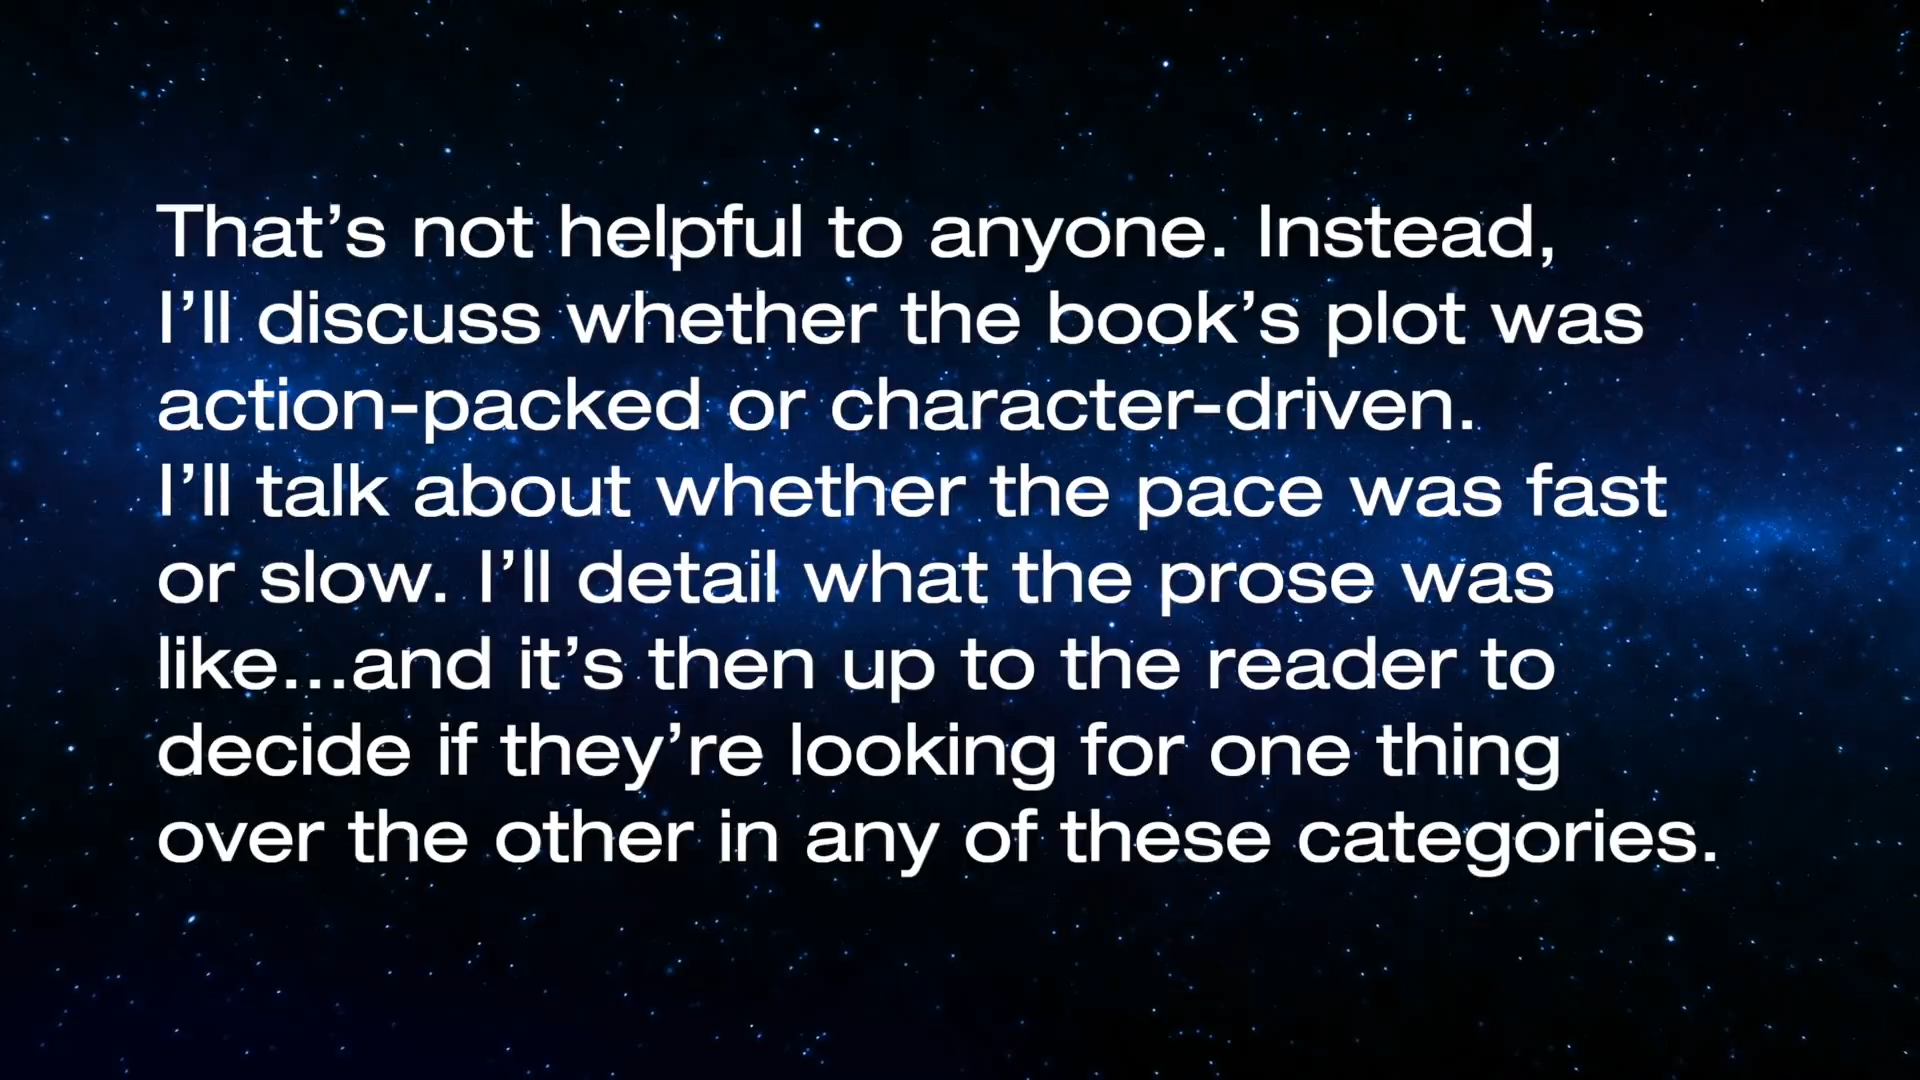 That’s not helpful to anyone. Instead,
I’ll discuss whether the book’s plot was
action-packed or character-driven.
I’ll talk about whether the pace was fast
or slow. I’ll detail what the prose was
like...and it’s then up to the reader to
decide if they’re looking for one thing
over the other in any of these categories.